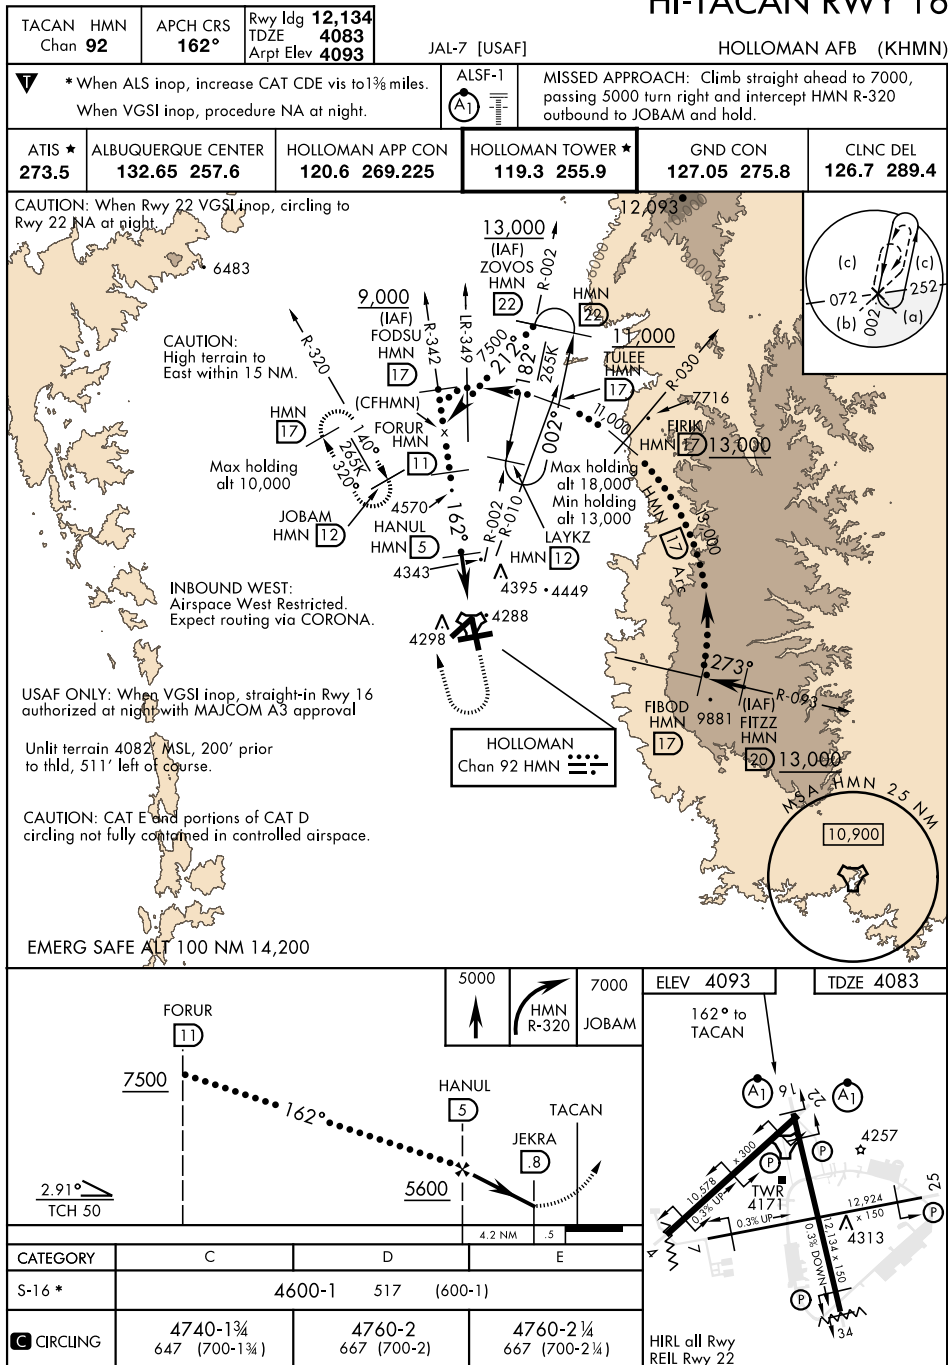 HI-TACAN RWY 16
TACAN HMN
Chan 92
APCH CRS
162°
Rwy ldg 12,134
TDZE 4083
Arpt Elev 4093
JAL-7 [USAF]
HOLLOMAN AFB (KHMN)
T
* When ALS inop, increase CAT CDE vis to 1⅜ miles.
When VGSI inop, procedure NA at night.
ALSF-1
A1
MISSED APPROACH: Climb straight ahead to 7000,
passing 5000 turn right and intercept HMN R-320
outbound to JOBAM and hold.
ATIS ★
273.5
ALBUQUERQUE CENTER
132.65 257.6
HOLLOMAN APP CON
120.6 269.225
HOLLOMAN TOWER ★
119.3 255.9
GND CON
127.05 275.8
CLNC DEL
126.7 289.4
CAUTION: When Rwy 22 VGSI inop, circling to
Rwy 22 NA at night
6483
12,093
10,000
8000
13,000
(IAF)
ZOVOS
HMN
22
R-002
HMN
22
9,000
(IAF)
FODSU
HMN
17
R-342
LR-349
7500
212°
182°
265K
002°
11,000
TULEE
HMN
17
11,000
R-030
7716
FIRIK
HMN 17 13,000
(c)
(c)
072
252
(b)
(a)
002
CAUTION:
High terrain to
East within 15 NM.
R-320
HMN
17
140°
265K
320°
Max holding
alt 10,000
JOBAM
HMN 12
(CFHMN)
x
FORUR
HMN
11
4570
162°
HANUL
HMN 5
4343
R-002
R-010
LAYKZ
HMN 12
Max holding
alt 18,000
Min holding
alt 13,000
HMN 17 Arc
13,000
4395
4449
4288
4298
INBOUND WEST:
Airspace West Restricted.
Expect routing via CORONA.
USAF ONLY: When VGSI inop, straight-in Rwy 16
authorized at night with MAJCOM A3 approval
Unlit terrain 4082' MSL, 200' prior
to thld, 511' left of course.
CAUTION: CAT E and portions of CAT D
circling not fully contained in controlled airspace.
EMERG SAFE ALT 100 NM 14,200
HOLLOMAN
Chan 92 HMN
273°
R-093
FIBOD
HMN
17
9881
(IAF)
FITZZ
HMN
20 13,000
MSA HMN 25 NM
10,900
FORUR
11
7500
162°
HANUL
5
5600
JEKRA
.8
TACAN
2.91°
TCH 50
4.2 NM
.5
5000
HMN
R-320
7000
JOBAM
ELEV 4093
TDZE 4083
162° to
TACAN
A1
16
22
A1
4257
P
P
10,578 x 300
0.3% UP
TWR
4171
12,924 x 150
0.3% UP
25
P
4313
12,134 x 150
0.3% DOWN
4
7
P
34
HIRL all Rwy
REIL Rwy 22
CATEGORY C D E
S-16 * 4600-1 517 (600-1)
C CIRCLING
4740-1¾
647 (700-1¾)
4760-2
667 (700-2)
4760-2¼
667 (700-2¼)